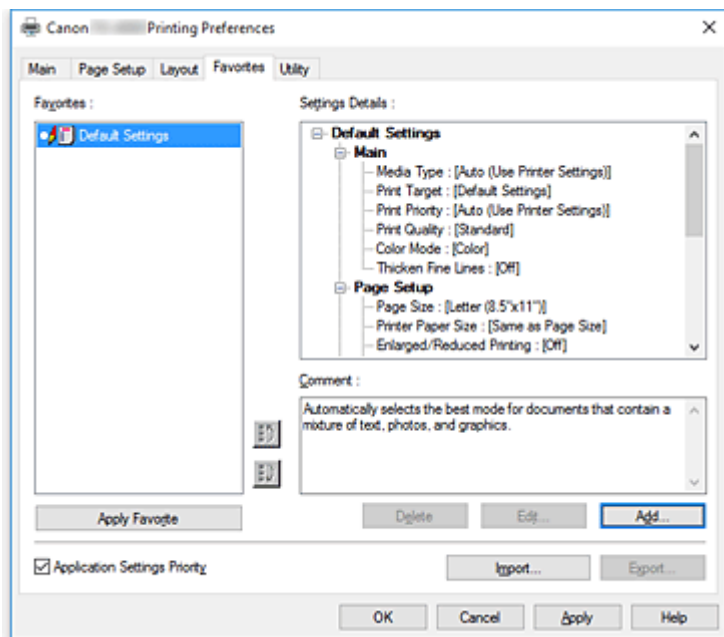 Canon Printing Preferences
Main Page Setup Layout Favorites Utility
Favorites :
Default Settings
Settings Details :
Default Settings
Main
Media Type : [Auto (Use Printer Settings)]
Print Target : [Default Settings]
Print Priority : [Auto (Use Printer Settings)]
Print Quality : [Standard]
Color Mode : [Color]
Thicken Fine Lines : [Off]
Page Setup
Page Size : [Letter (8.5"x11")]
Printer Paper Size : [Same as Page Size]
Enlarged/Reduced Printing : [Off]
Comment :
Automatically selects the best mode for documents that contain a
mixture of text, photos, and graphics.
Apply Favorite
Delete Edit... Add...
Application Settings Priority
Import... Export...
OK Cancel Apply Help